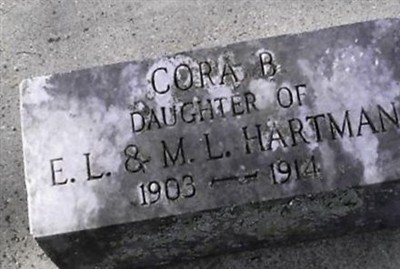 CORA B
DAUGHTER OF
E. L. & M. L. HARTMAN
1903 — 1914